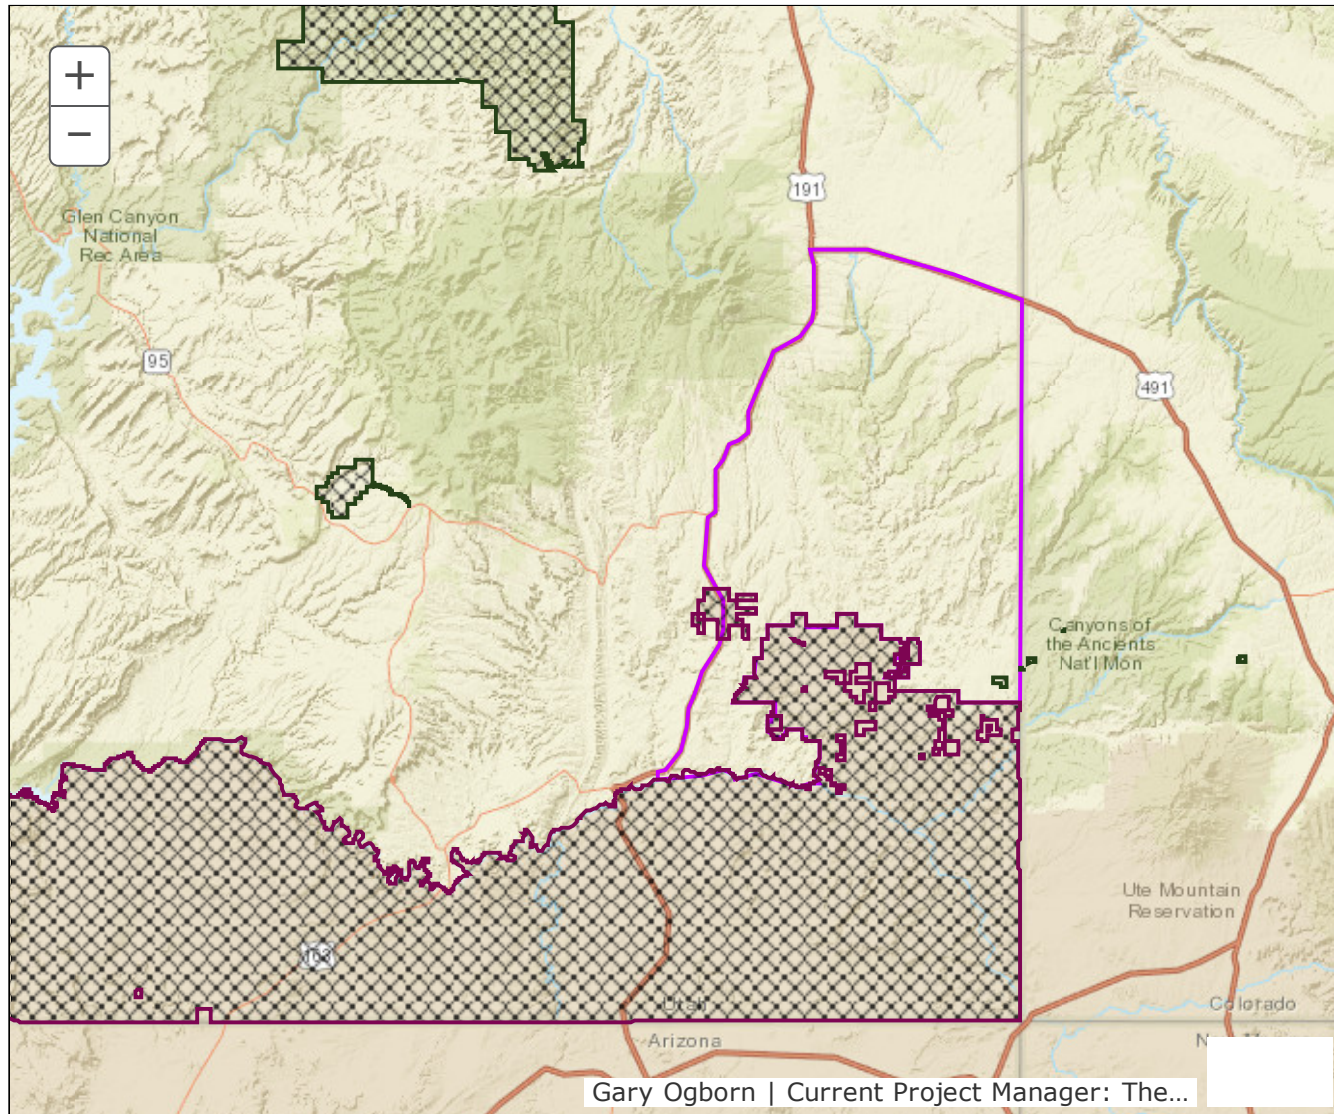 +
−
191
Glen Canyon
National
Rec Area
95
491
Canyons of
the Ancients
Nat'l Mon
Ute Mountain
Reservation
163
Utah
Colorado
Arizona
Gary Ogborn | Current Project Manager: The...